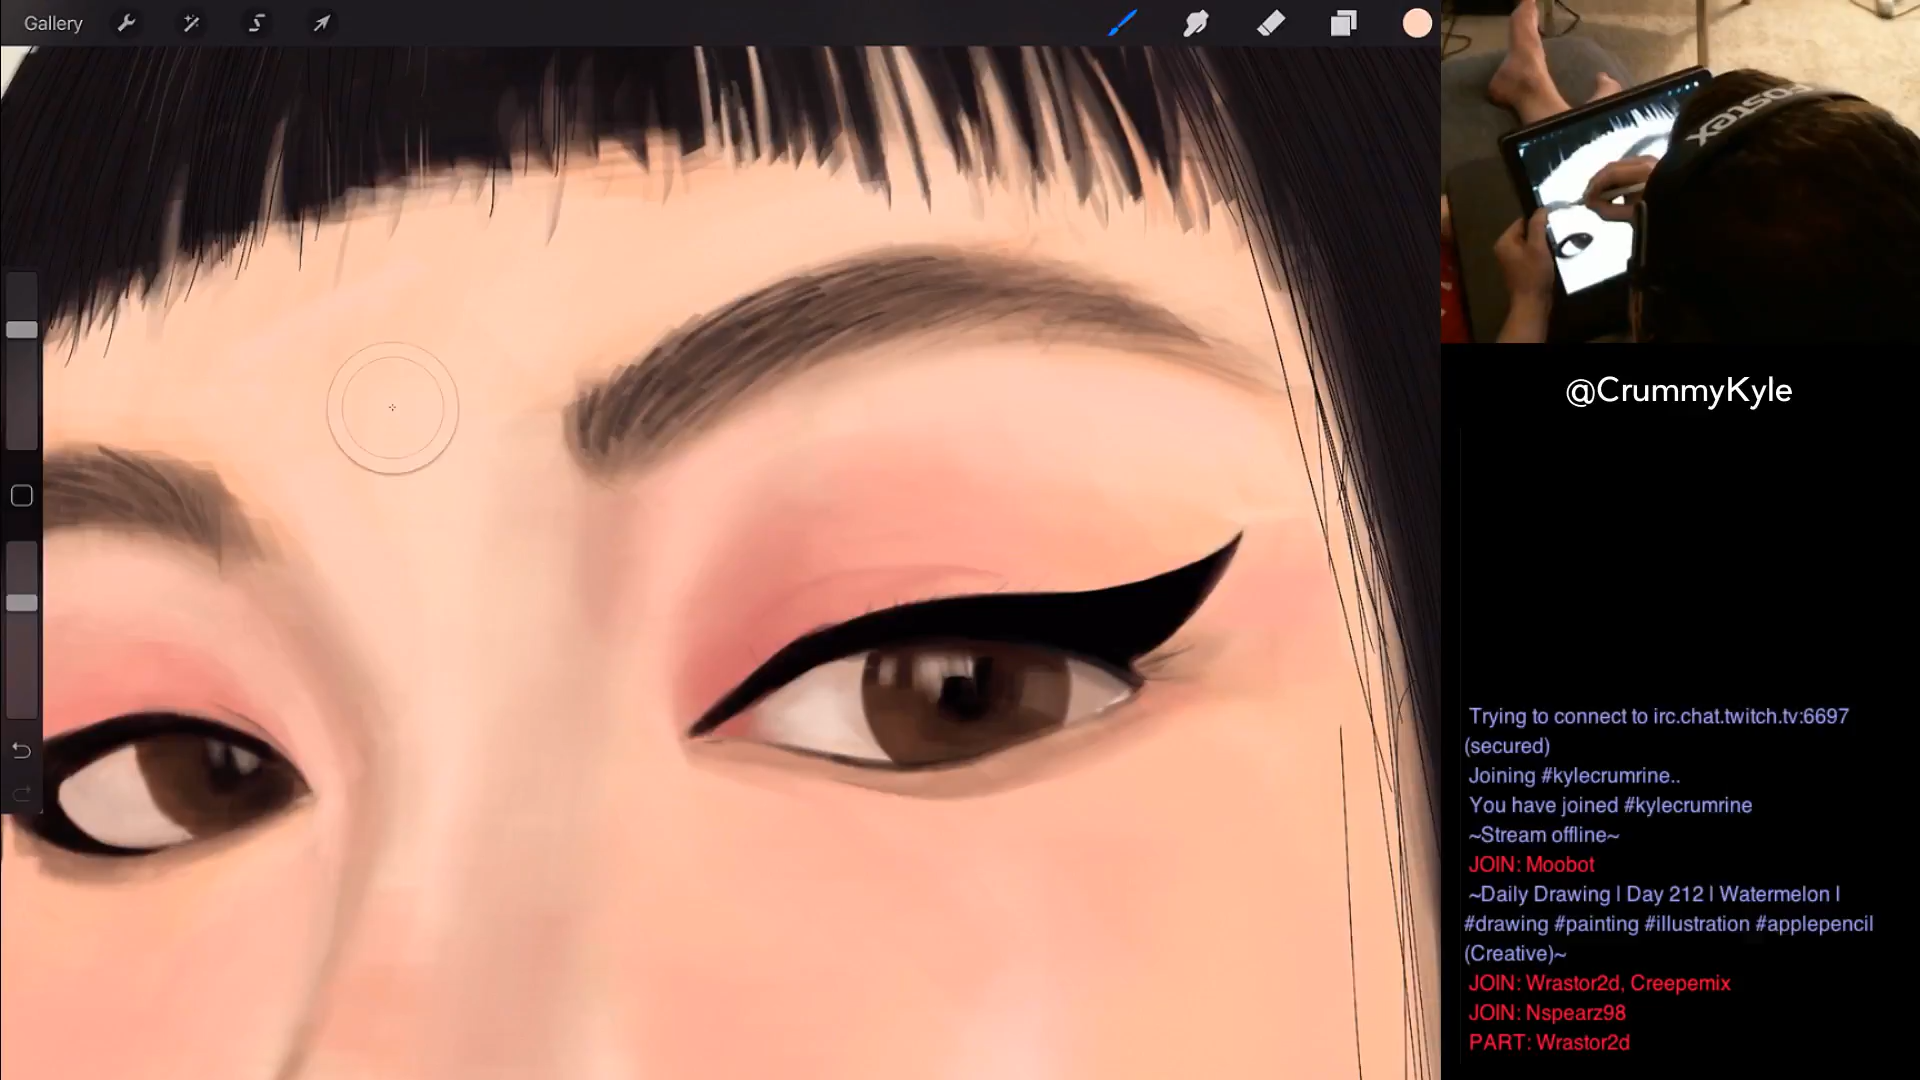 Gallery
Fostex
@CrummyKyle
Trying to connect to irc.chat.twitch.tv:6697
(secured)
Joining #kylecrumrine..
You have joined #kylecrumrine
~Stream offline~
JOIN: Moobot
~Daily Drawing | Day 212 | Watermelon |
#drawing #painting #illustration #applepencil
(Creative)~
JOIN: Wrastor2d, Creepemix
JOIN: Nspearz98
PART: Wrastor2d